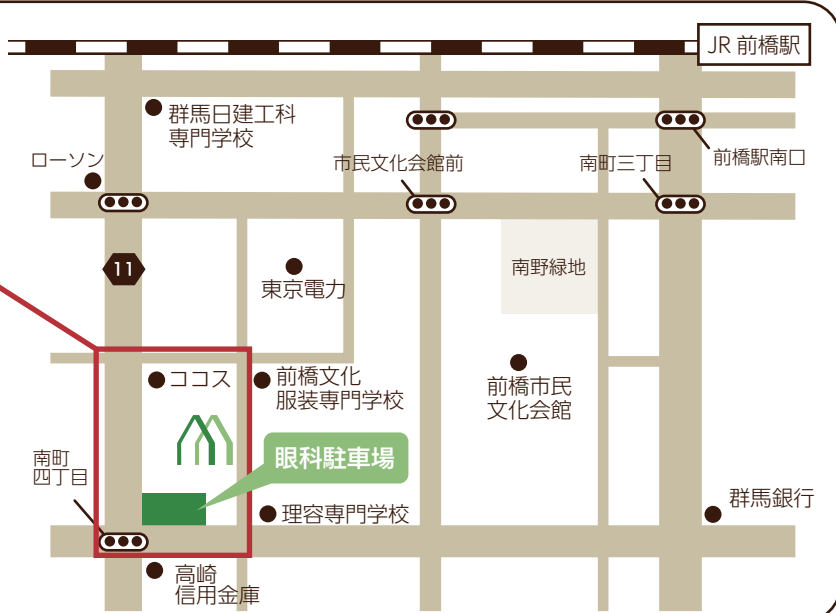 JR 前橋駅
群馬日建工科
専門学校
ローソン
市民文化会館前
南町三丁目
前橋駅南口
11
東京電力
南野緑地
ココス
前橋文化
服装専門学校
前橋市民
文化会館
南町
四丁目
眼科駐車場
理容専門学校
群馬銀行
高崎
信用金庫